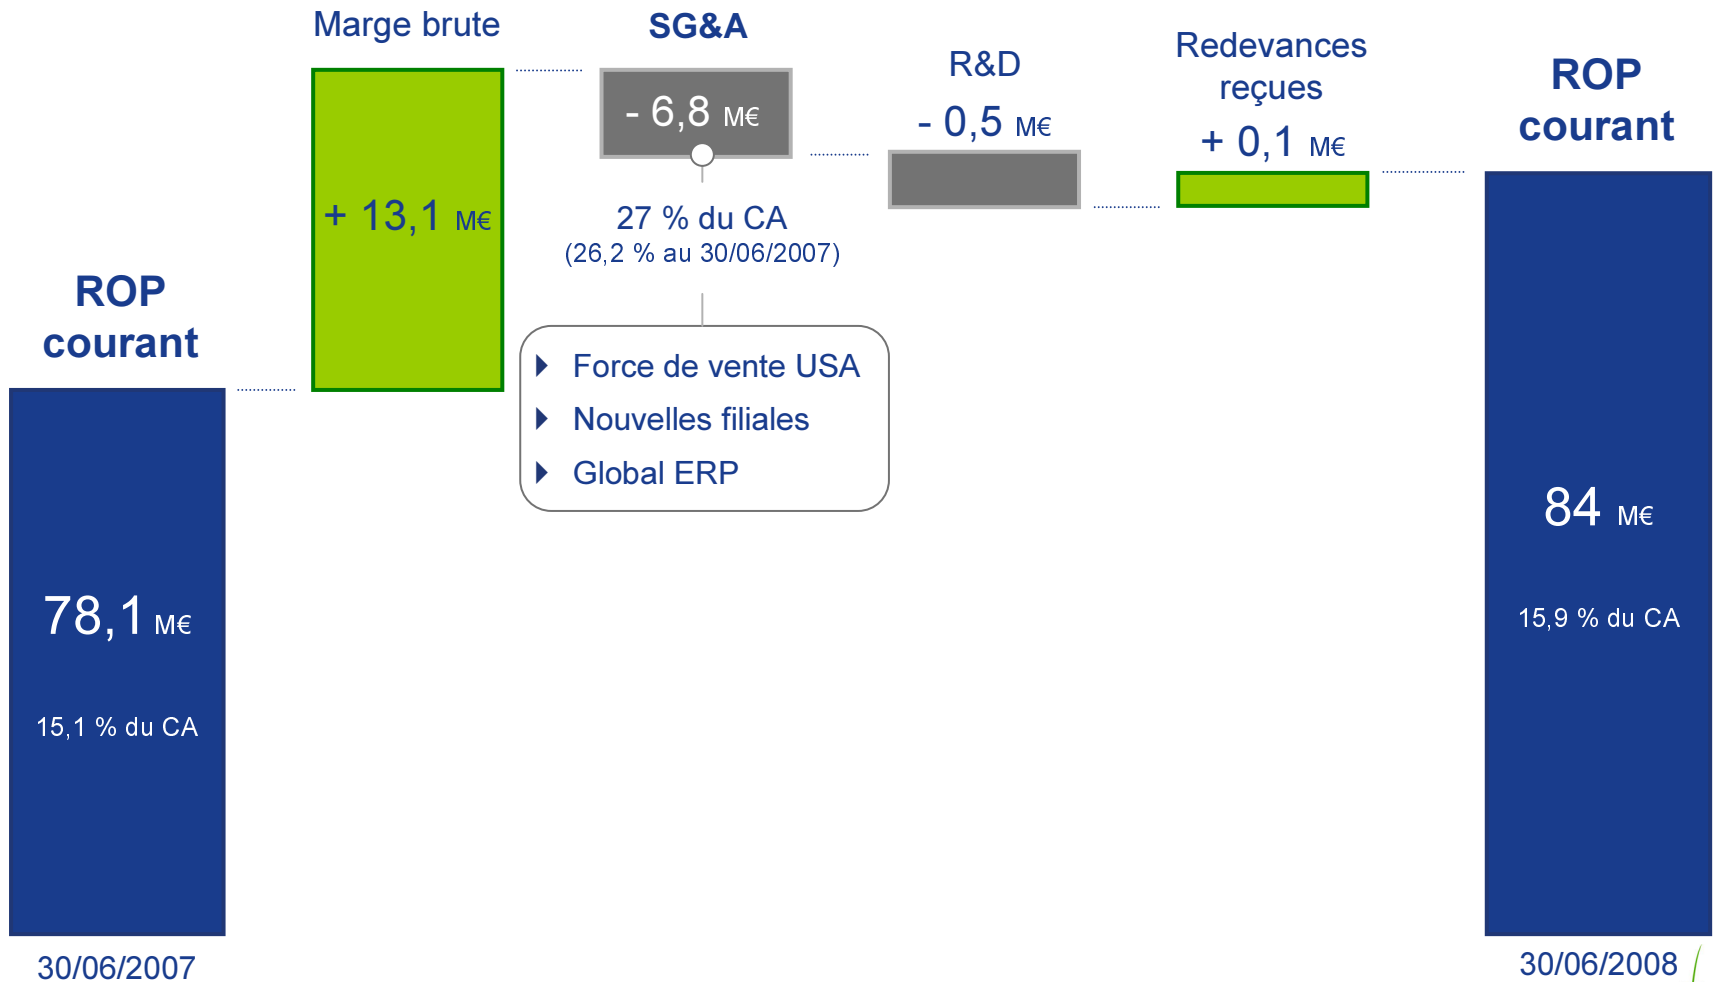 Marge brute
+ 13,1 M€
SG&A
- 6,8 M€
27 % du CA
(26,2 % au 30/06/2007)
Force de vente USA
Nouvelles filiales
Global ERP
R&D
- 0,5 M€
Redevances
reçues
+ 0,1 M€
ROP
courant
78,1 M€
15,1 % du CA
30/06/2007
ROP
courant
84 M€
15,9 % du CA
30/06/2008